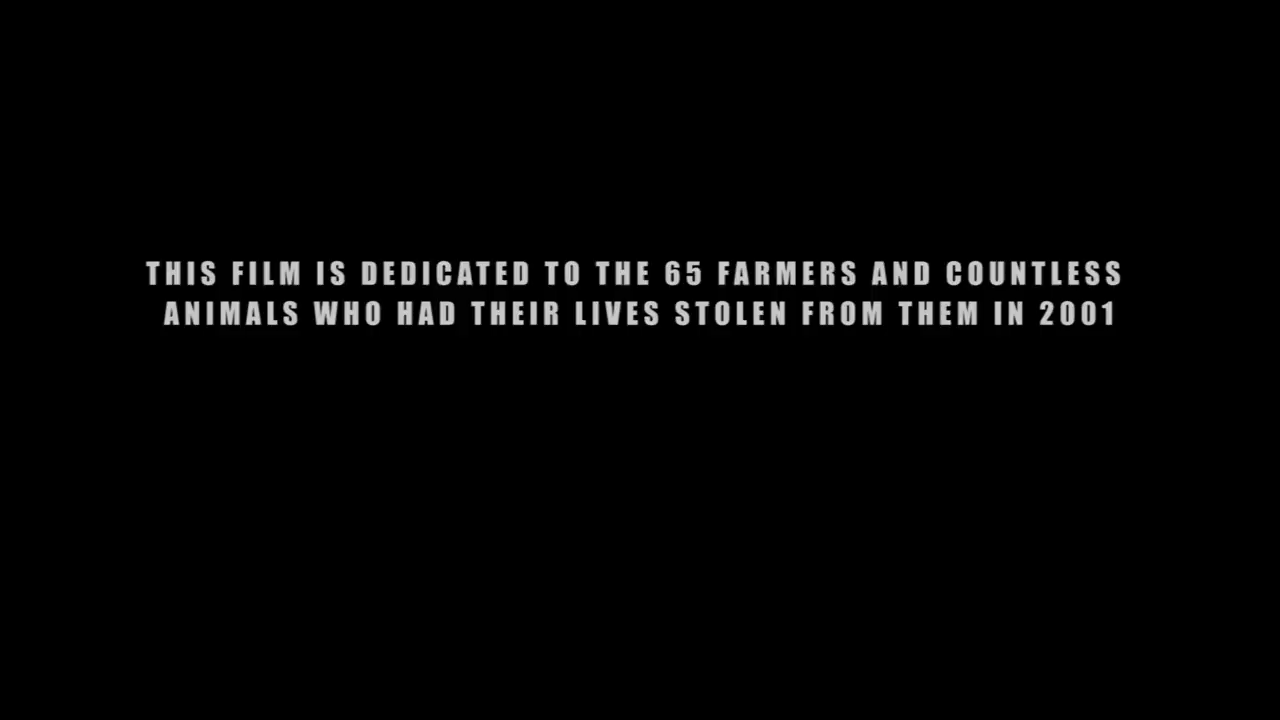 THIS FILM IS DEDICATED TO THE 65 FARMERS AND COUNTLESS
ANIMALS WHO HAD THEIR LIVES STOLEN FROM THEM IN 2001